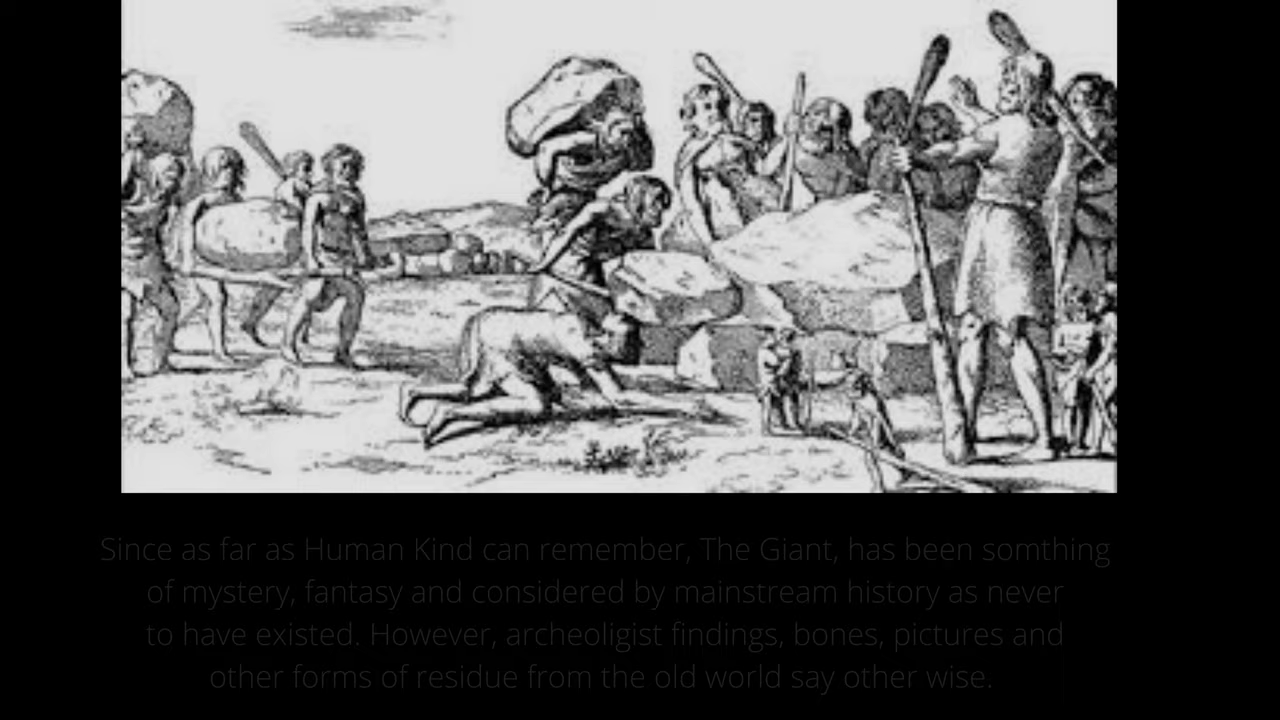 Since as far as Human Kind can remember, The Giant, has been somthing
of mystery, fantasy and considered by mainstream history as never
to have existed. However, archeoligist findings, bones, pictures and
other forms of residue from the old world say other wise.